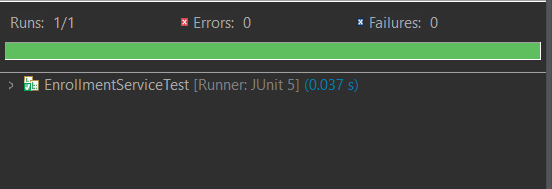 Runs: 1/1 Errors: 0 Failures: 0
EnrollmentServiceTest [Runner: JUnit 5] (0.037 s)